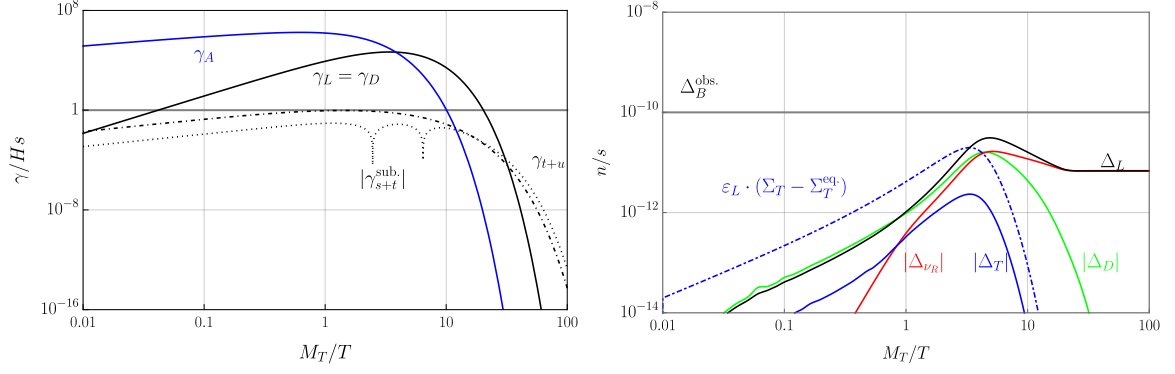 10^8
γ_A
γ_L = γ_D
1
γ/Hs
10^{-8}
γ_{t+u}
|γ^{sub.}_{s+t}|
10^{-16}
0.01 0.1 1 10 100
M_T/T
10^{-8}
Δ_B^{obs.}
10^{-10}
n/s
Δ_L
ε_L · (Σ_T − Σ_T^{eq.})
10^{-12}
|Δ_{ν_R}| |Δ_T| |Δ_D|
10^{-14}
0.01 0.1 1 10 100
M_T/T